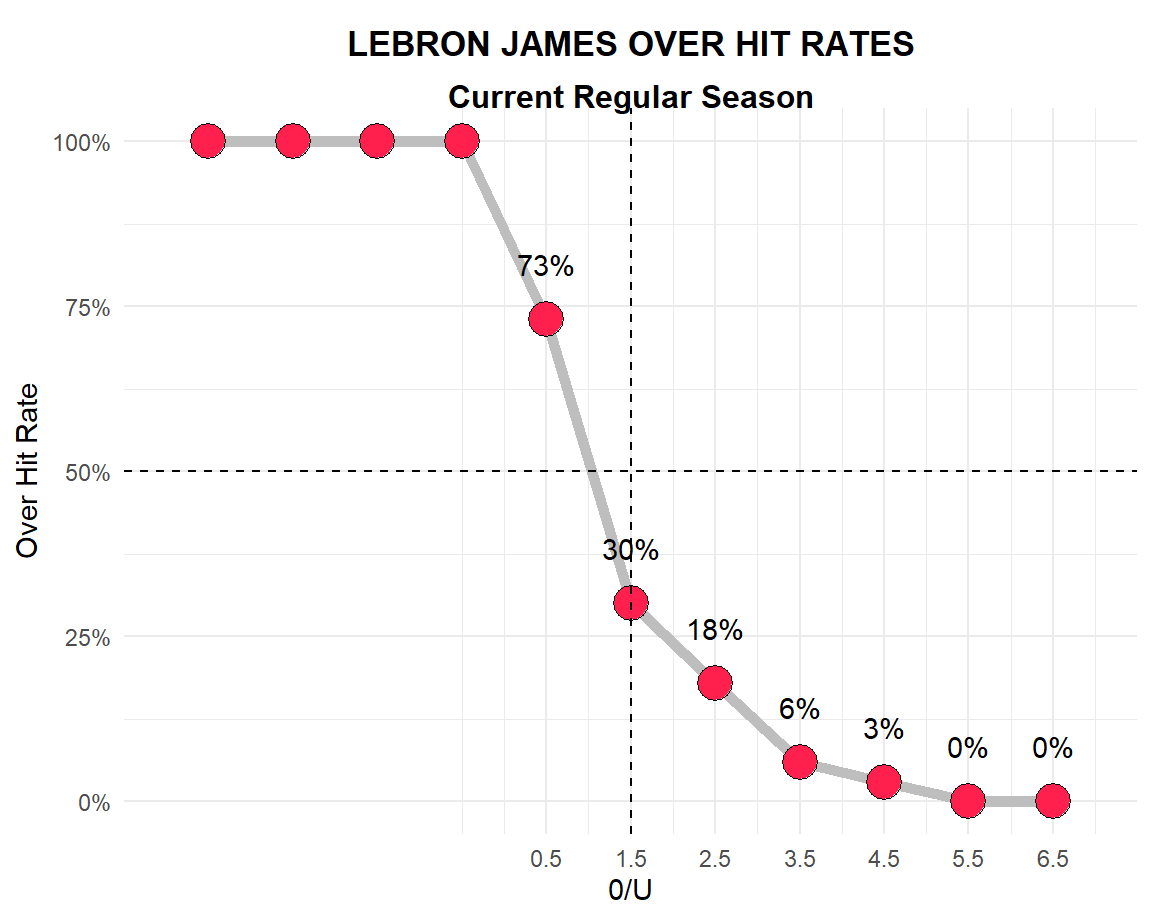 LEBRON JAMES OVER HIT RATES
Current Regular Season
100%
75%
50%
25%
0%
Over Hit Rate
73%
30%
18%
6%
3%
0%
0%
0.5 1.5 2.5 3.5 4.5 5.5 6.5
0/U